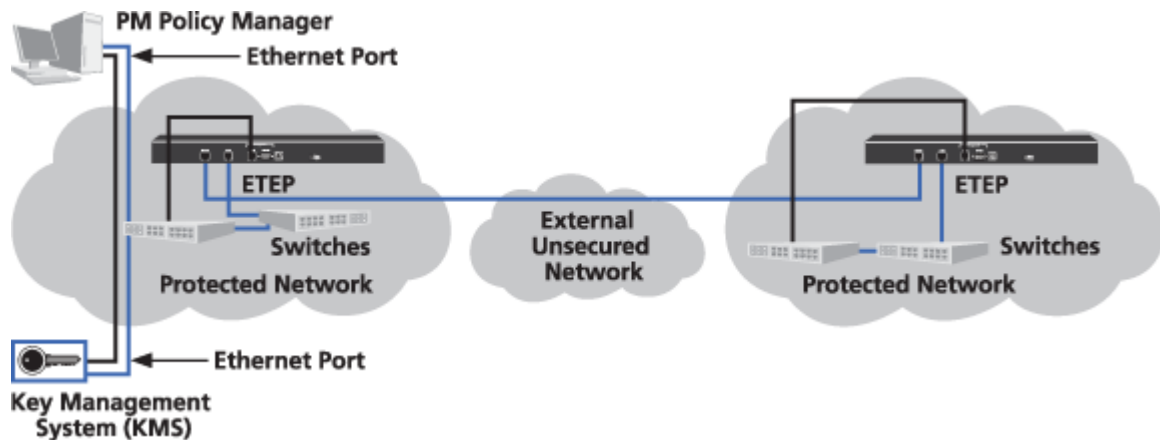 PM Policy Manager
Ethernet Port
ETEP
Switches
Protected Network
External
Unsecured
Network
ETEP
Switches
Protected Network
Ethernet Port
Key Management
System (KMS)